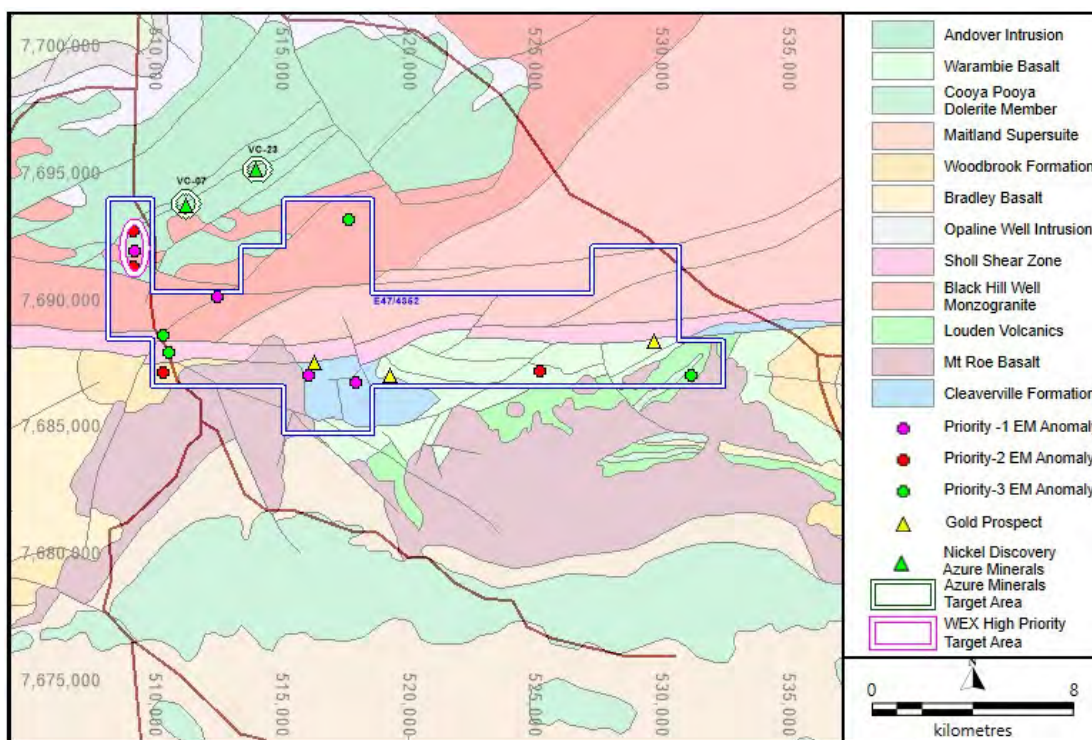 7,700,000
510,000
515,000
520,000
525,000
530,000
535,000
7,695,000
VC-23
VC-07
7,690,000
E47/4352
7,685,000
7,680,000
7,675,000
510,000
515,000
520,000
525,000
530,000
535,000
Andover Intrusion
Warambie Basalt
Cooya Pooya
Dolerite Member
Maitland Supersuite
Woodbrook Formation
Bradley Basalt
Opaline Well Intrusion
Sholl Shear Zone
Black Hill Well
Monzogranite
Louden Volcanics
Mt Roe Basalt
Cleaverville Formation
Priority -1 EM Anomaly
Priority-2 EM Anomaly
Priority-3 EM Anomaly
Gold Prospect
Nickel Discovery
Azure Minerals
Azure Minerals
Target Area
WEX High Priority
Target Area
N
0 8
kilometres